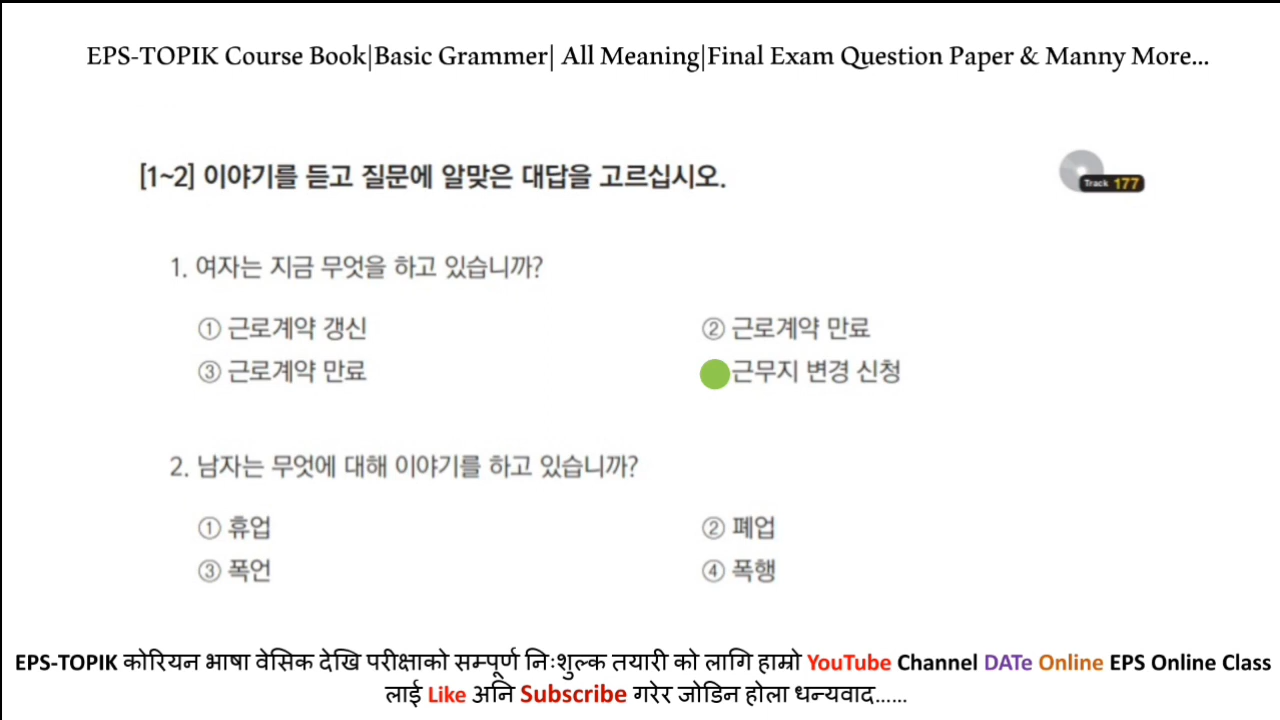 EPS-TOPIK Course Book|Basic Grammer| All Meaning|Final Exam Question Paper & Manny More...
[1~2] 이야기를 듣고 질문에 알맞은 대답을 고르십시오.
Track 177
1. 여자는 지금 무엇을 하고 있습니까?
① 근로계약 갱신
② 근로계약 만료
③ 근로계약 만료
근무지 변경 신청
2. 남자는 무엇에 대해 이야기를 하고 있습니까?
① 휴업
② 폐업
③ 폭언
④ 폭행
EPS-TOPIK कोरियन भाषा वेसिक देखि परीक्षाको सम्पूर्ण निःशुल्क तयारी को लागि हाम्रो YouTube Channel DATe Online EPS Online Class
लाई Like अनि Subscribe गरेर जोडिन होला धन्यवाद......